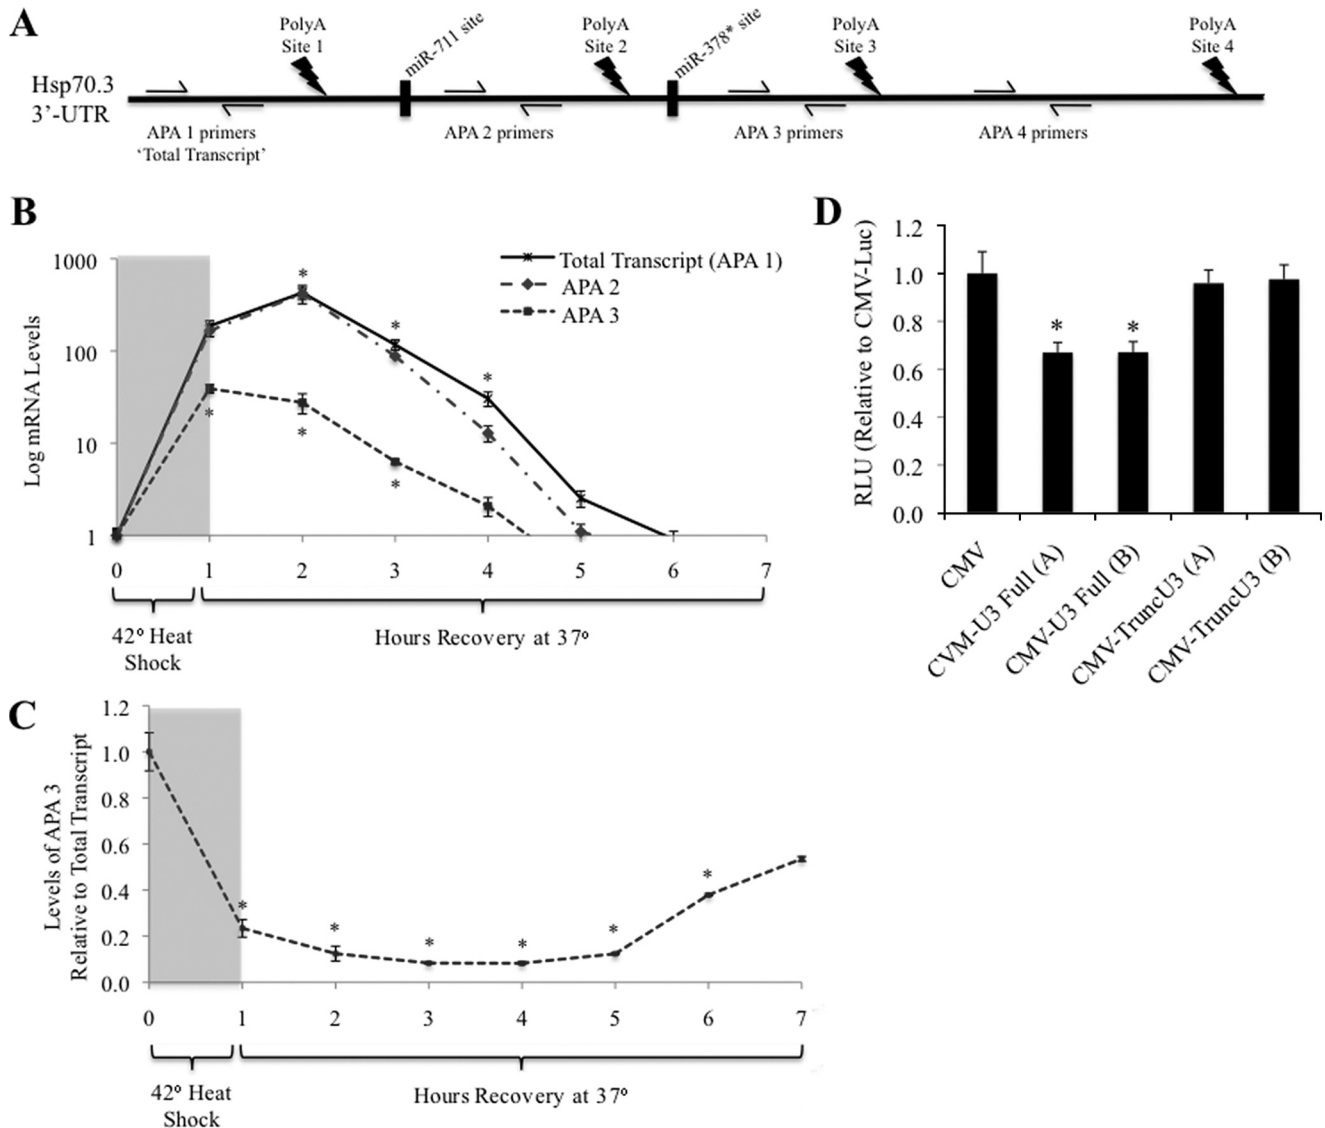 A
PolyA
Site 1
miR-711 site
PolyA
Site 2
miR-378* site
PolyA
Site 3
PolyA
Site 4
Hsp70.3
3’-UTR
APA 1 primers
‘Total Transcript’
APA 2 primers
APA 3 primers
APA 4 primers
B
Log mRNA Levels
1000
100
10
1
Total Transcript (APA 1)
APA 2
APA 3
*
*
*
*
*
*
0 1 2 3 4 5 6 7
42º Heat
Shock
Hours Recovery at 37º
D
RLU (Relative to CMV-Luc)
1.2
1.0
0.8
0.6
0.4
0.2
0.0
* *
CMV
CVM-U3 Full (A)
CMV-U3 Full (B)
CMV-TruncU3 (A)
CMV-TruncU3 (B)
C
Levels of APA 3
Relative to Total Transcript
1.2
1.0
0.8
0.6
0.4
0.2
0.0
* * * * * *
0 1 2 3 4 5 6 7
42º Heat
Shock
Hours Recovery at 37º